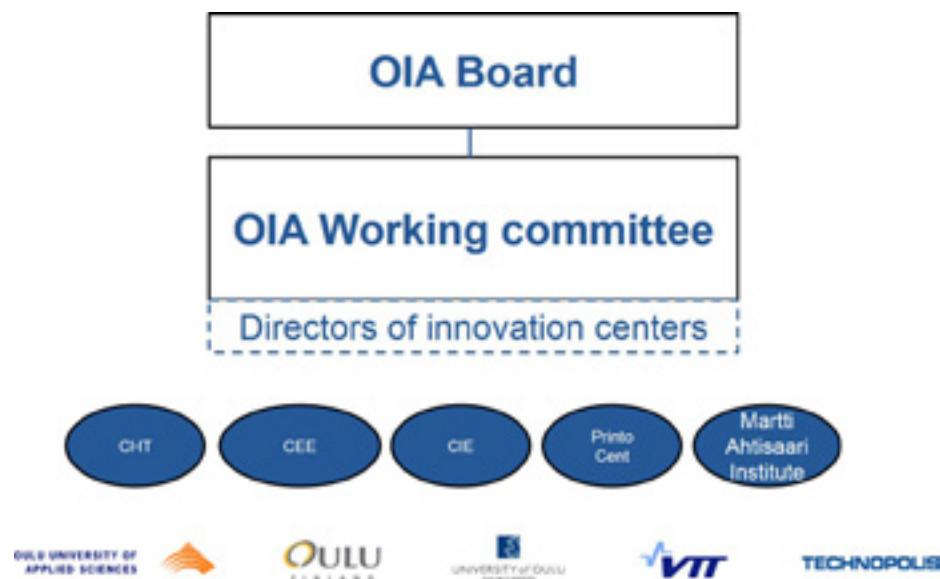 OIA Board
OIA Working committee
Directors of innovation centers
CHT
CEE
CIE
Printo
Cent
Martti
Ahtisaari
Institute
OULU UNIVERSITY OF
APPLIED SCIENCES
OULU
FINLAND
UNIVERSITY of OULU
VTT
TECHNOPOLIS